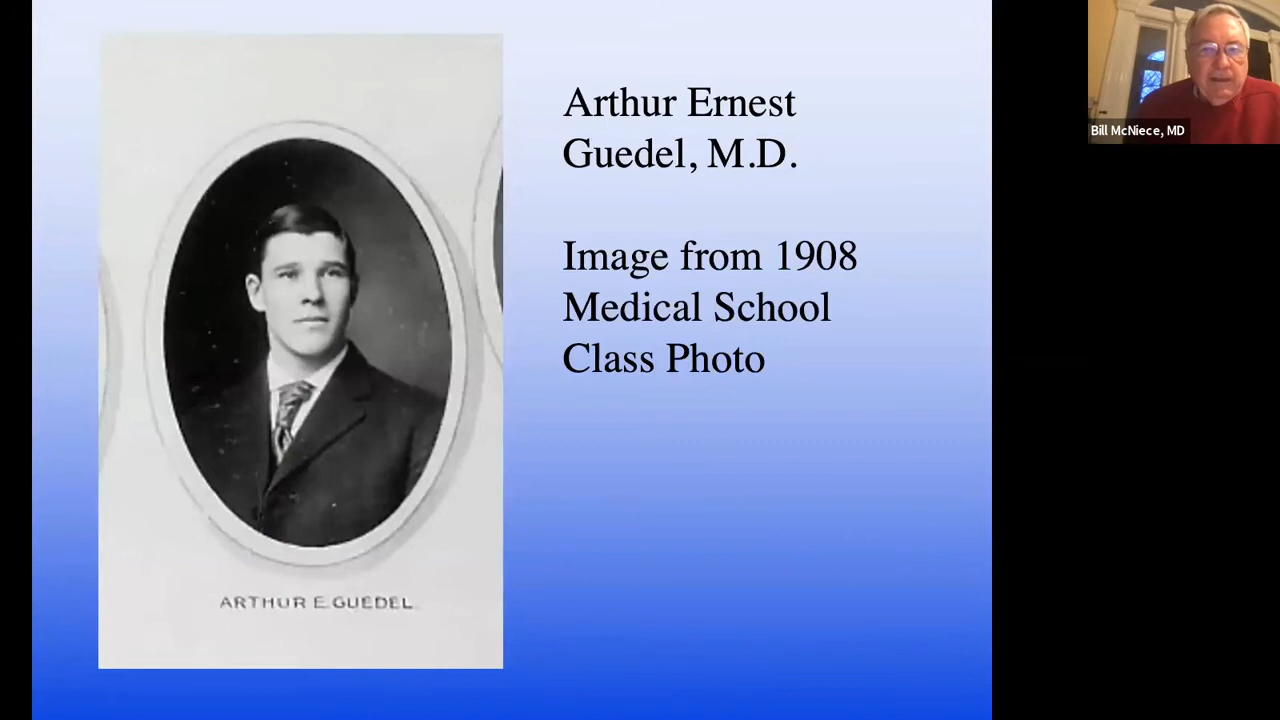 Arthur Ernest
Guedel, M.D.
Image from 1908
Medical School
Class Photo
ARTHUR E. GUEDEL.
Bill McNiece, MD